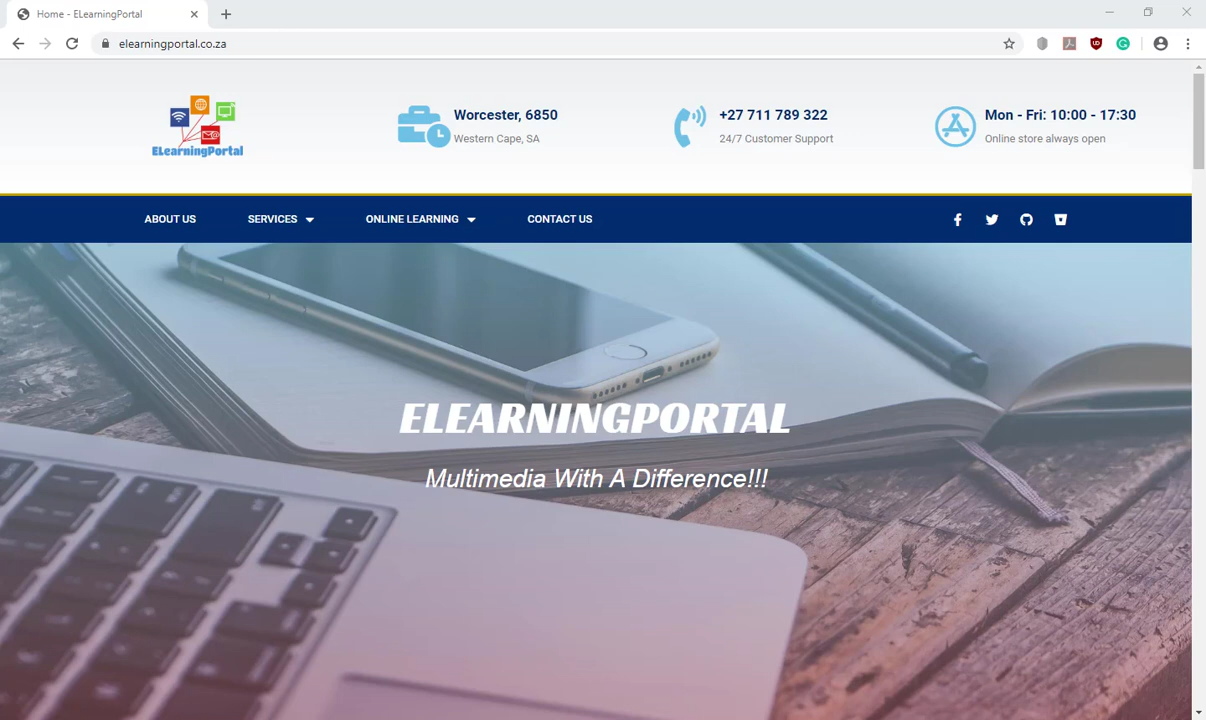 Home - ELearningPortal
elearningportal.co.za
ELearningPortal
Worcester, 6850
Western Cape, SA
+27 711 789 322
24/7 Customer Support
Mon - Fri: 10:00 - 17:30
Online store always open
ABOUT US
SERVICES
ONLINE LEARNING
CONTACT US
ELEARNINGPORTAL
Multimedia With A Difference!!!